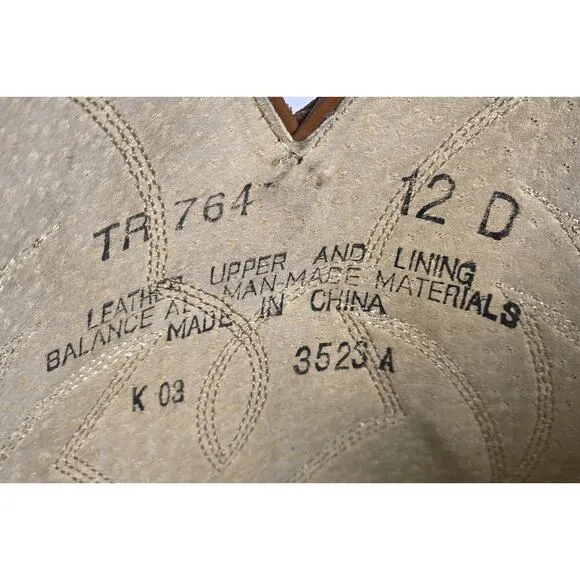 TR 764 12 D
LEATHER UPPER AND LINING
BALANCE ALL MAN-MADE MATERIALS
MADE IN CHINA
K 03 3523 A